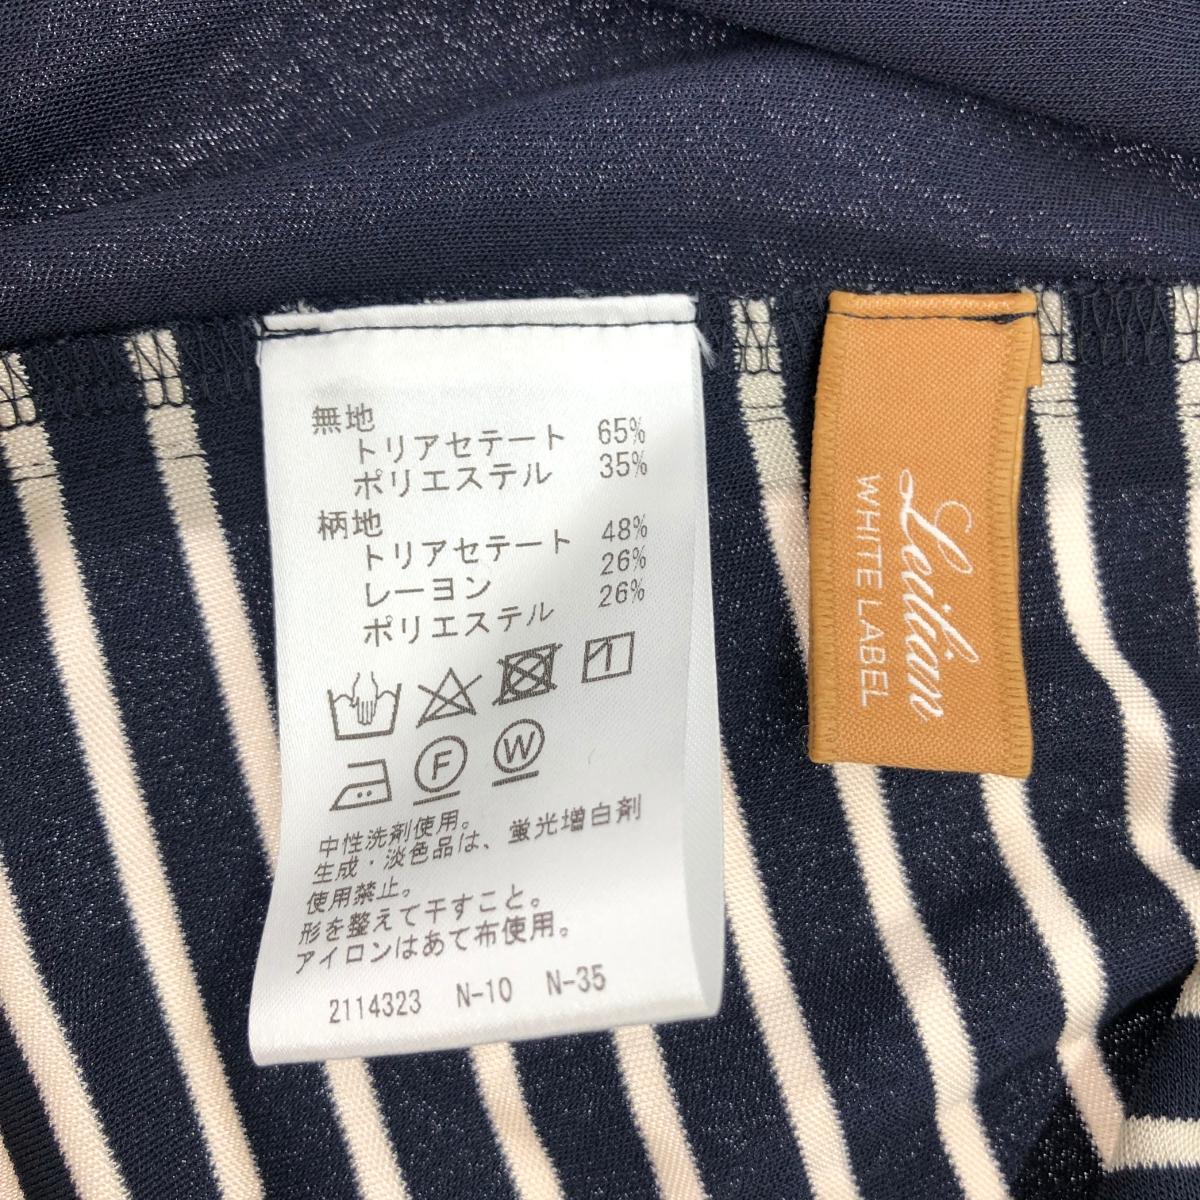 無地
トリアセテート 65%
ポリエステル 35%
柄地
トリアセテート 48%
レーヨン 26%
ポリエステル 26%
F W
中性洗剤使用。
生成・淡色品は、蛍光増白剤
使用禁止。
形を整えて干すこと。
アイロンはあて布使用。
2114323 N-10 N-35
Leilian
WHITE LABEL